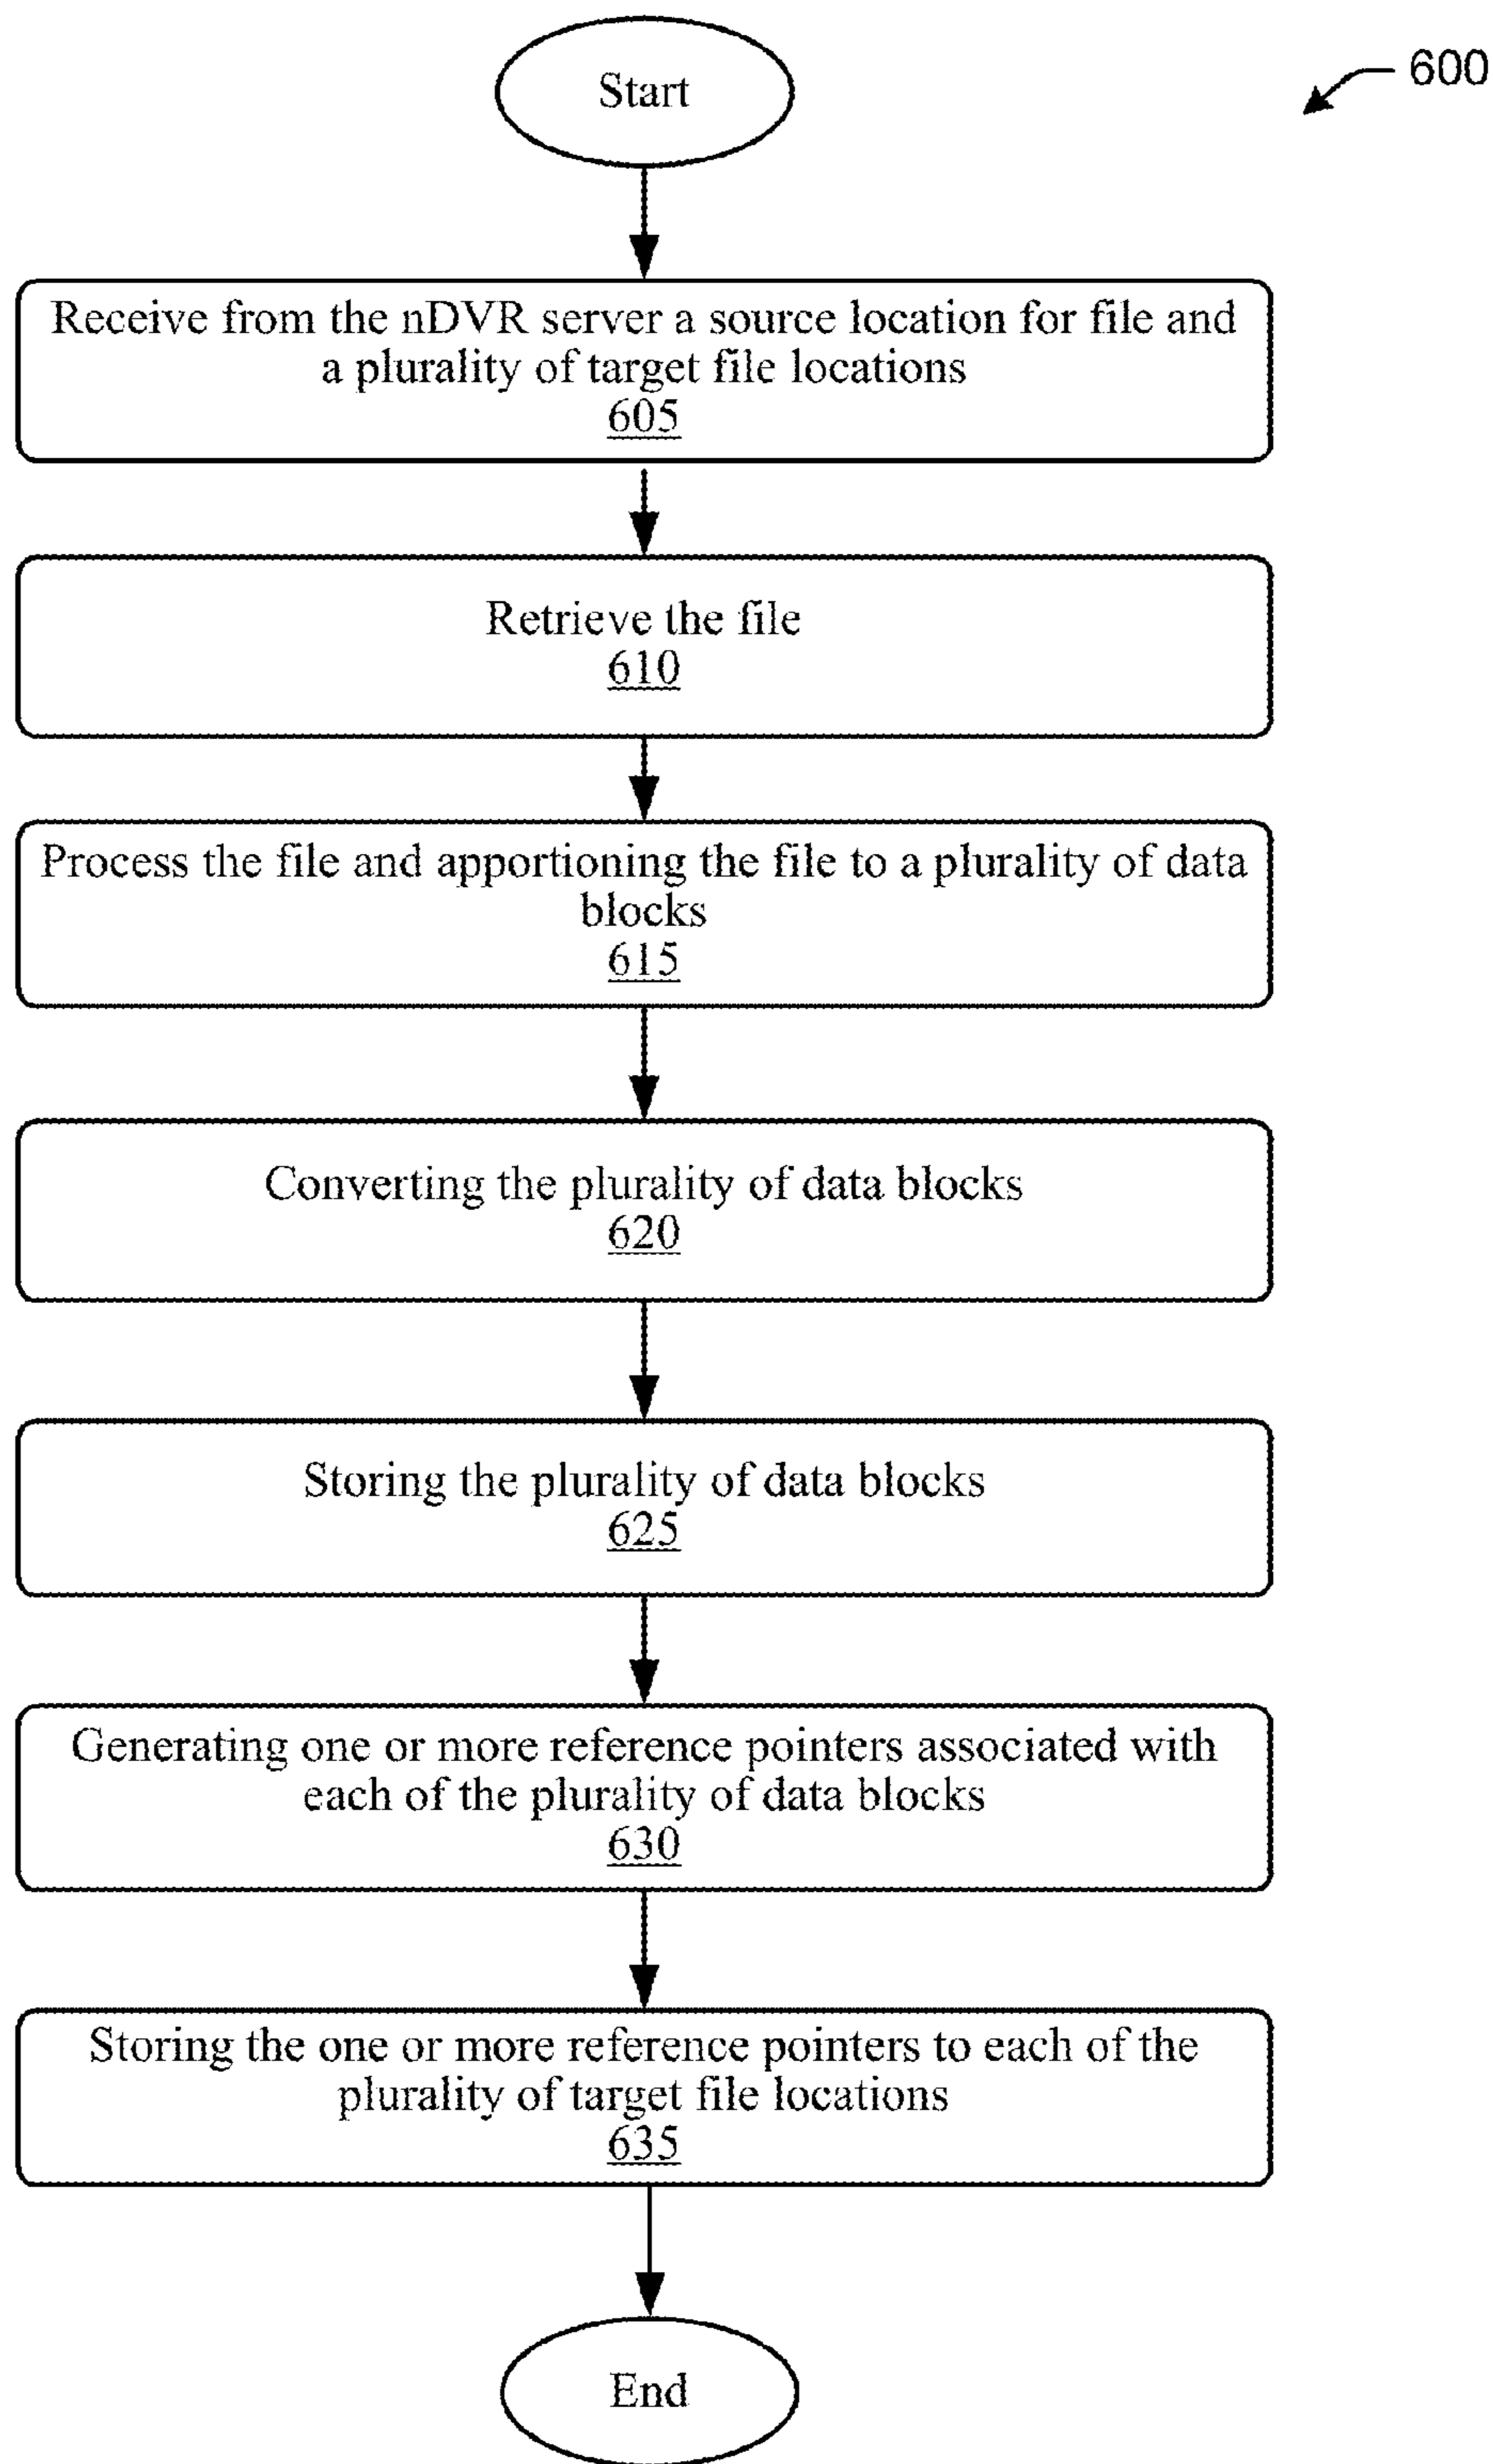 Start
600
Receive from the nDVR server a source location for file and
a plurality of target file locations
605
Retrieve the file
610
Process the file and apportioning the file to a plurality of data
blocks
615
Converting the plurality of data blocks
620
Storing the plurality of data blocks
625
Generating one or more reference pointers associated with
each of the plurality of data blocks
630
Storing the one or more reference pointers to each of the
plurality of target file locations
635
End